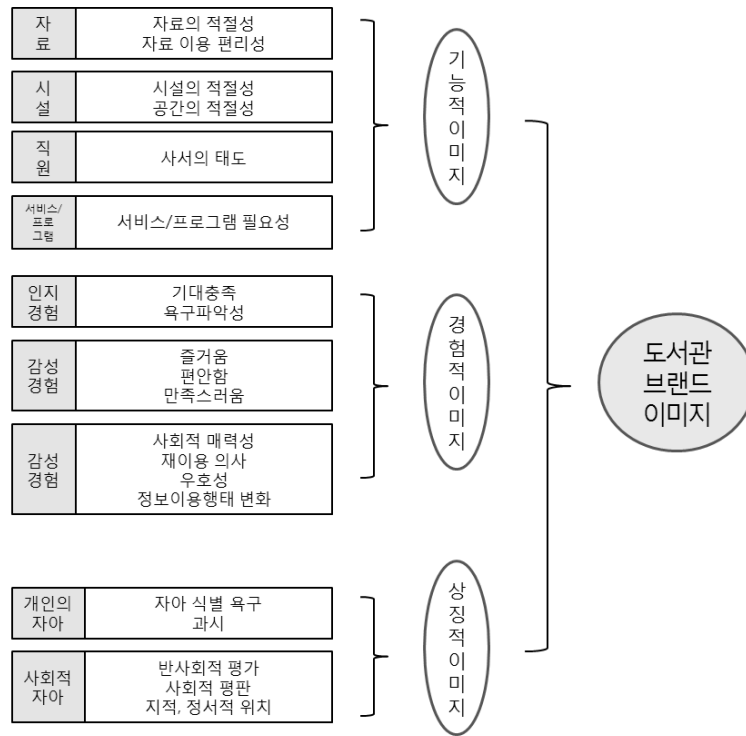 자
료
자료의 적절성
자료 이용 편리성
시
설
시설의 적절성
공간의 적절성
직
원
사서의 태도
서비스/
프로
그램
서비스/프로그램 필요성
기
능
적
이
미
지
인지
경험
기대충족
욕구파악성
감성
경험
즐거움
편안함
만족스러움
감성
경험
사회적 매력성
재이용 의사
우호성
정보이용행태 변화
경
험
적
이
미
지
개인의
자아
자아 식별 욕구
과시
사회적
자아
반사회적 평가
사회적 평판
지적, 정서적 위치
상
징
적
이
미
지
도서관
브랜드
이미지